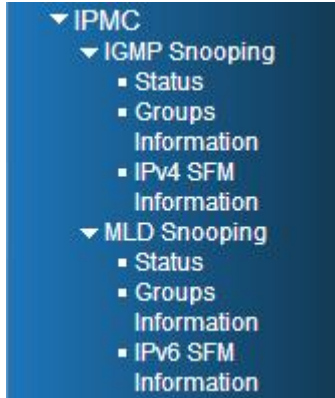 IPMC
IGMP Snooping
Status
Groups
Information
IPv4 SFM
Information
MLD Snooping
Status
Groups
Information
IPv6 SFM
Information